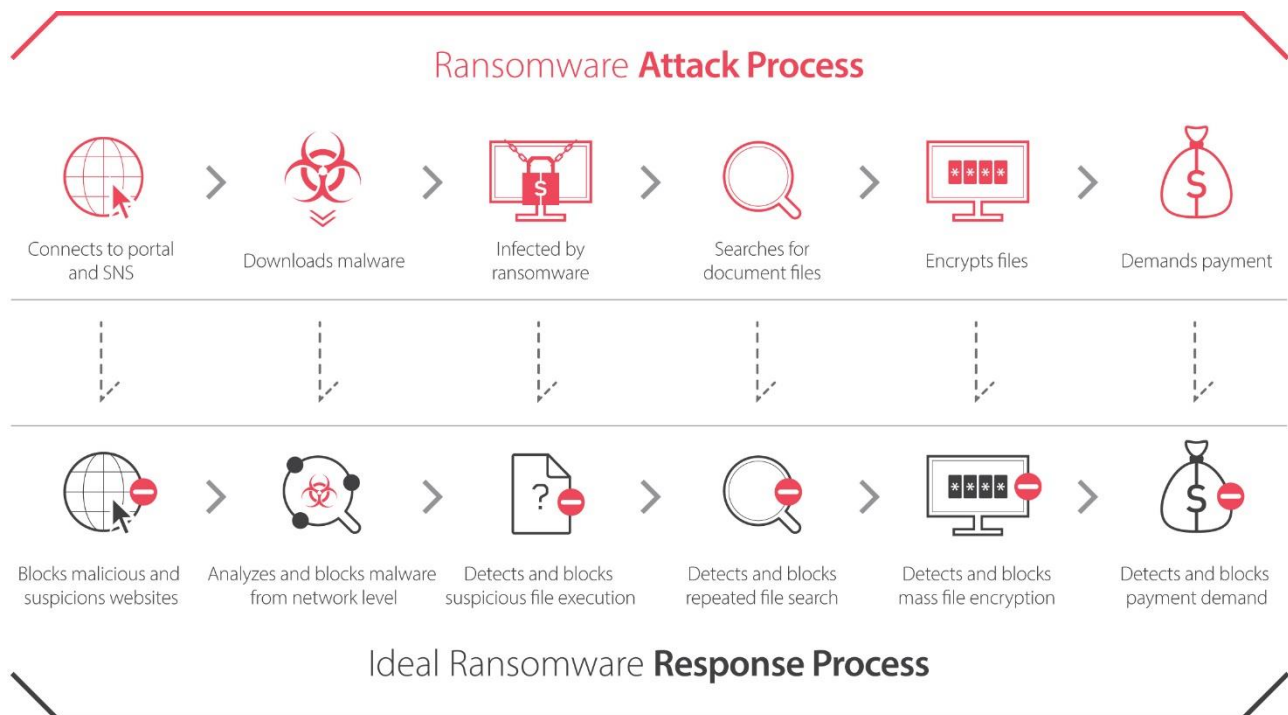 Ransomware Attack Process
Connects to portal
and SNS
Downloads malware
$
Infected by
ransomware
Searches for
document files
* * * *
Encrypts files
$
Demands payment
Blocks malicious and
suspicions websites
Analyzes and blocks malware
from network level
?
Detects and blocks
suspicious file execution
Detects and blocks
repeated file search
* * * *
Detects and blocks
mass file encryption
$
Detects and blocks
payment demand
Ideal Ransomware Response Process